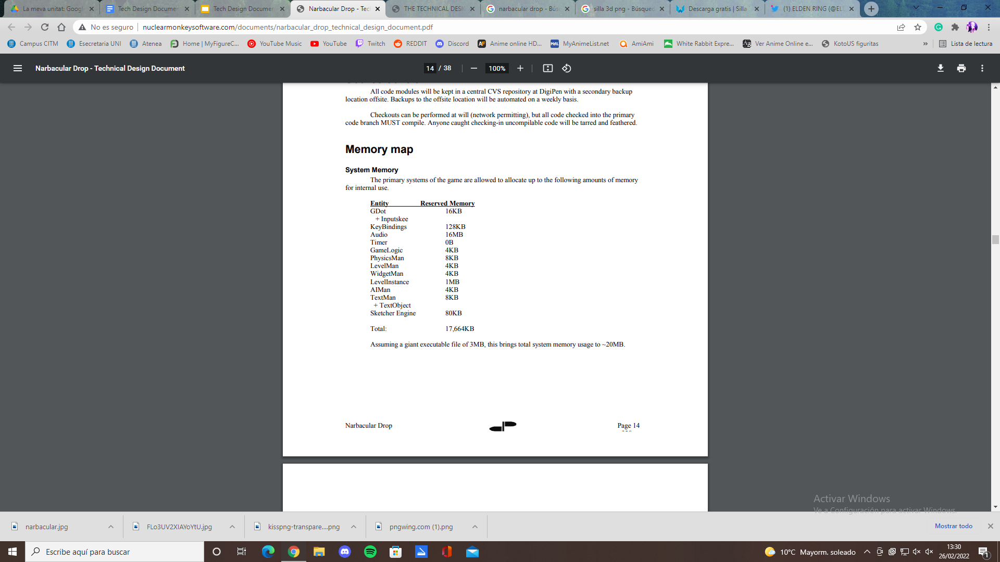 La meva unitat: Googl
Tech Design Documen
Tech Design Documen
Narbacular Drop - Tec
THE TECHNICAL DESI
narbacular drop - Bús
silla 3d png - Búsqued
Descarga gratis | Silla
(1) ELDEN RING (@EL
No es seguro
nuclearmonkeysoftware.com/documents/narbacular_drop_technical_design_document.pdf
Campus CITM
Esecretaria UNI
Atenea
Home | MyFigureC...
YouTube Music
YouTube
Twitch
REDDIT
Discord
Anime online HD...
MyAnimeList.net
AmiAmi
White Rabbit Expre...
Ver Anime Online e...
KotoUS figuritas
»
Lista de lectura
Narbacular Drop - Technical Design Document
14 / 38
100%
All code modules will be kept in a central CVS repository at DigiPen with a secondary backup
location offsite. Backups to the offsite location will be automated on a weekly basis.
Checkouts can be performed at will (network permitting), but all code checked into the primary
code branch MUST compile. Anyone caught checking-in uncompilable code will be tarred and feathered.
Memory map
System Memory
The primary systems of the game are allowed to allocate up to the following amounts of memory
for internal use.
Entity Reserved Memory
GDot 16KB
+ Inputskee
KeyBindings 128KB
Audio 16MB
Timer 0B
GameLogic 4KB
PhysicsMan 8KB
LevelMan 4KB
WidgetMan 4KB
LevelInstance 1MB
AIMan 4KB
TextMan 8KB
+ TextObject
Sketcher Engine 80KB
Total: 17,664KB
Assuming a giant executable file of 3MB, this brings total system memory usage to ~20MB.
Narbacular Drop
Page 14
Activar Windows
Ve a Configuración para activar Windows.
narbacular.jpg
FLo3UV2XIAYoYtU.jpg
kisspng-transpare....png
pngwing.com (1).png
Mostrar todo
Escribe aquí para buscar
10°C Mayorm. soleado
13:30
26/02/2022
1